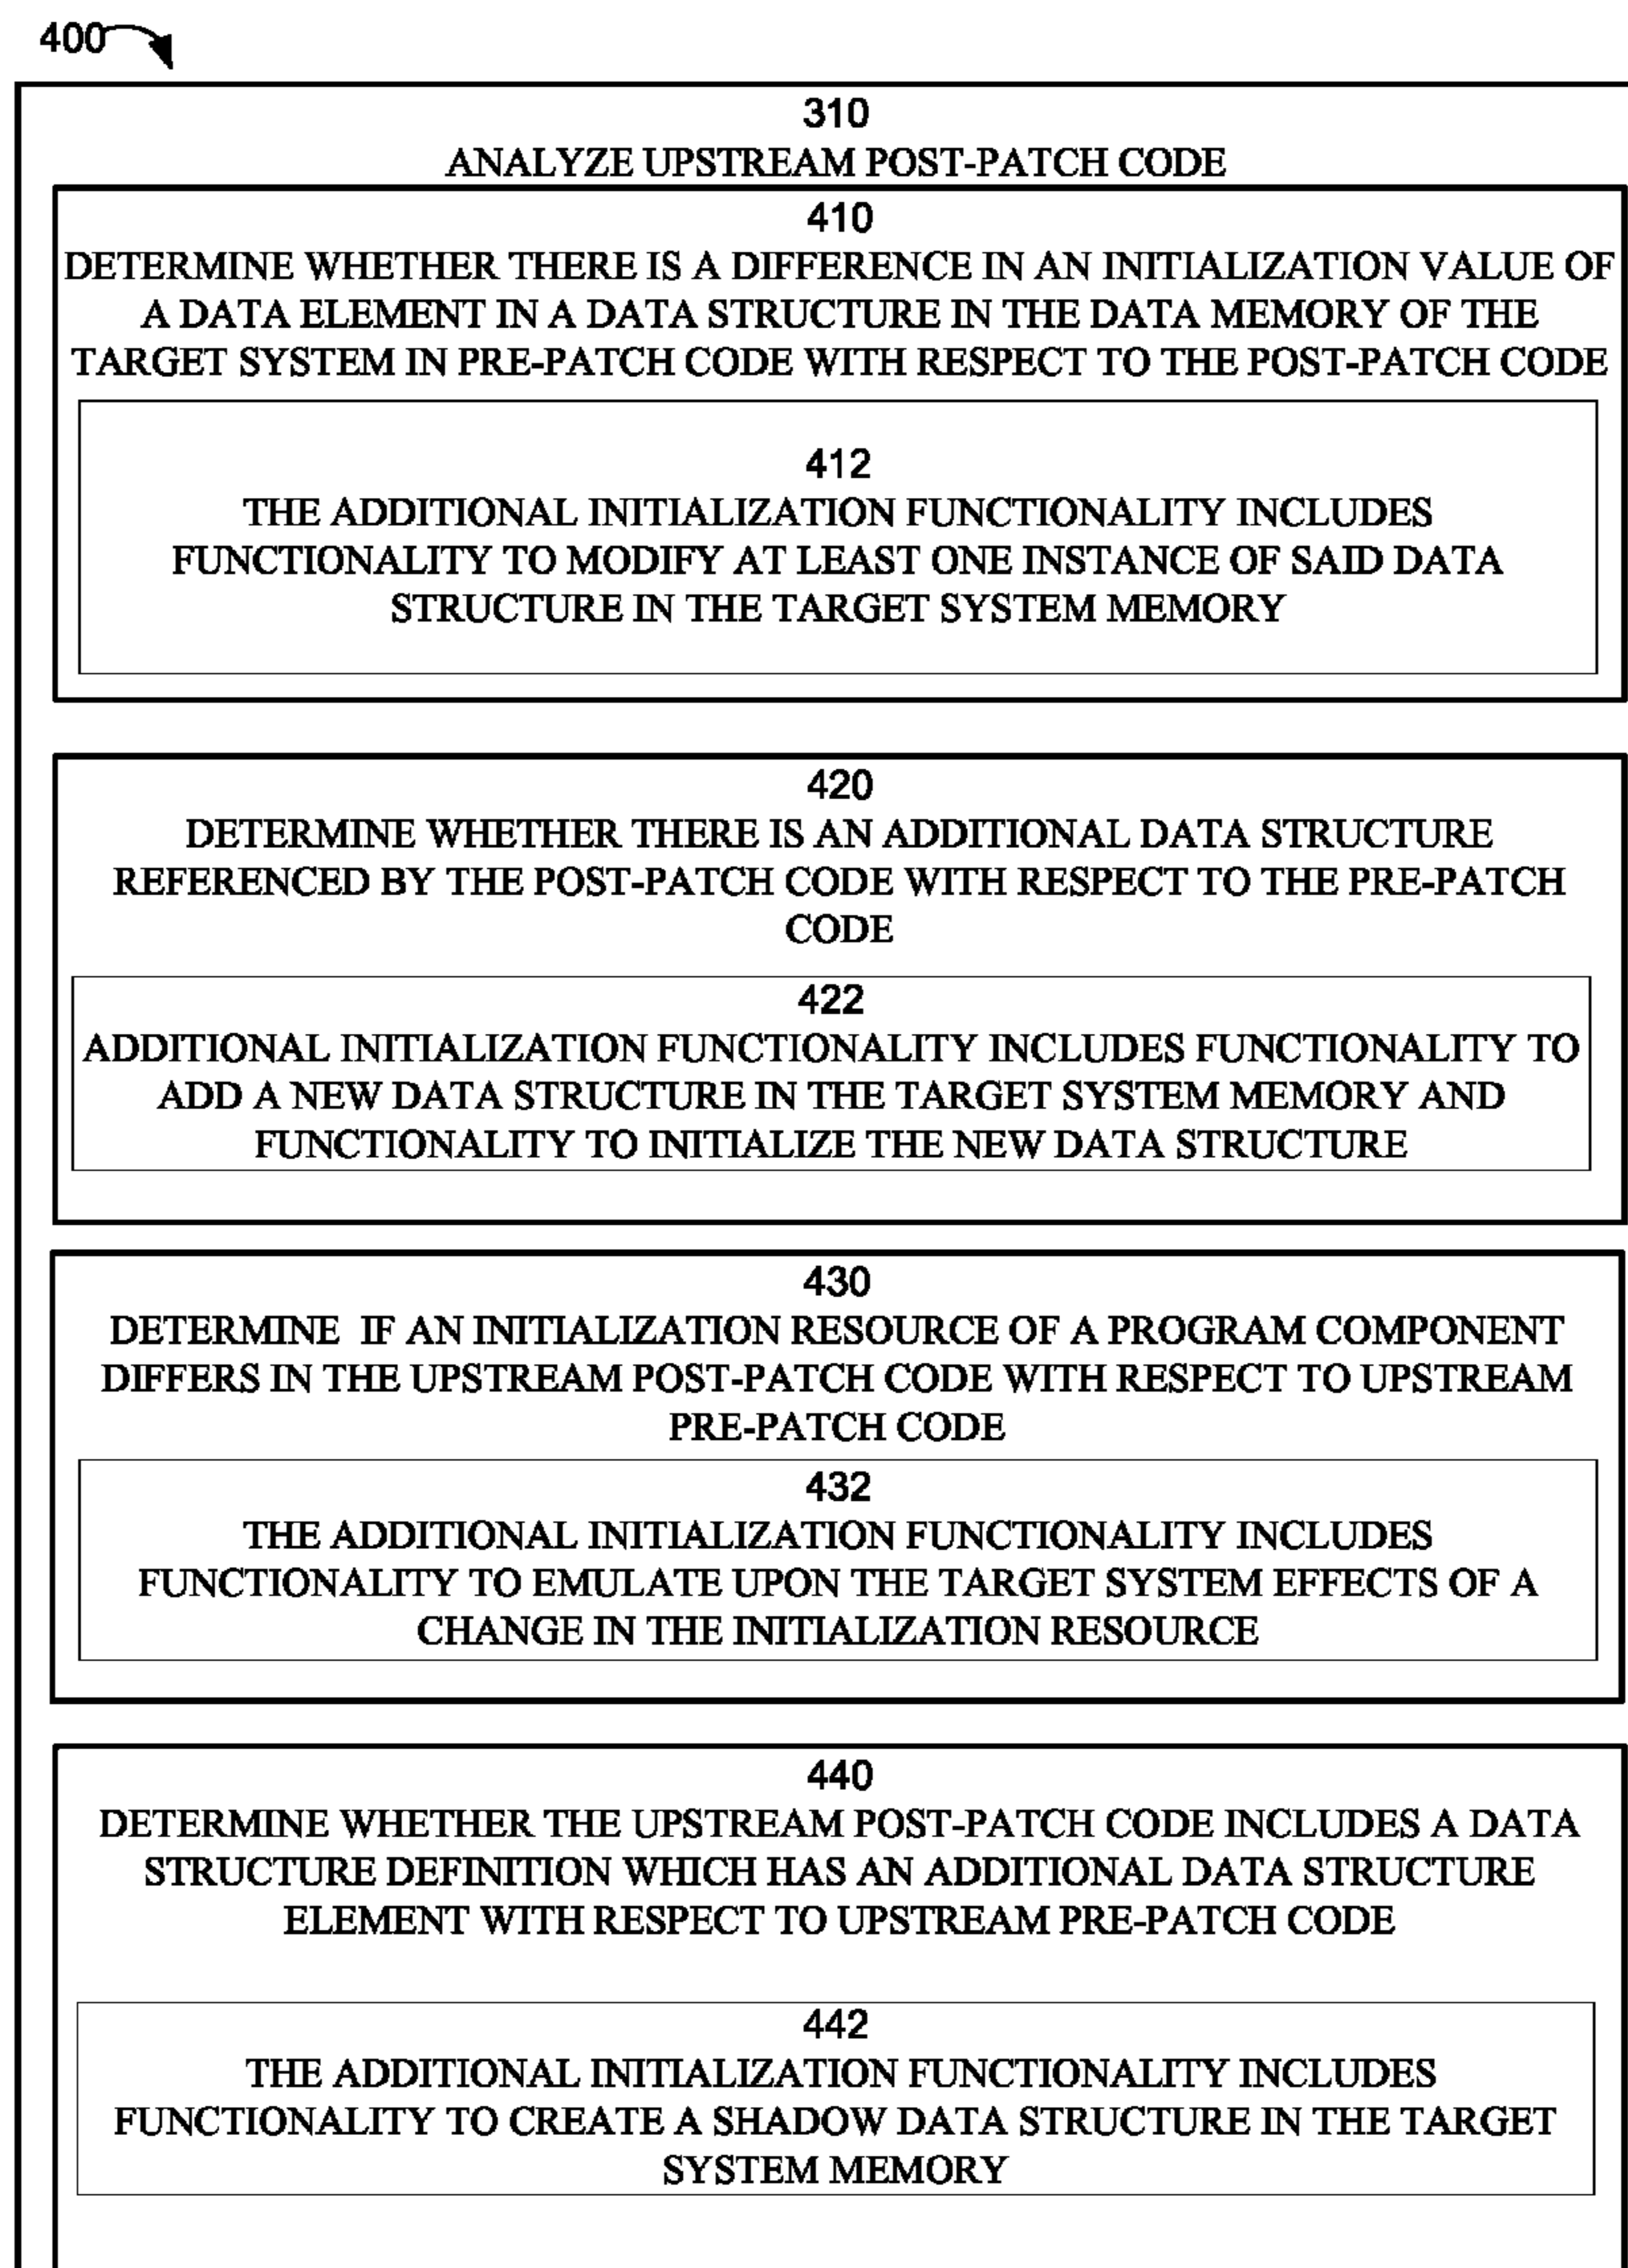 400
310
ANALYZE UPSTREAM POST-PATCH CODE
410
DETERMINE WHETHER THERE IS A DIFFERENCE IN AN INITIALIZATION VALUE OF
A DATA ELEMENT IN A DATA STRUCTURE IN THE DATA MEMORY OF THE
TARGET SYSTEM IN PRE-PATCH CODE WITH RESPECT TO THE POST-PATCH CODE
412
THE ADDITIONAL INITIALIZATION FUNCTIONALITY INCLUDES
FUNCTIONALITY TO MODIFY AT LEAST ONE INSTANCE OF SAID DATA
STRUCTURE IN THE TARGET SYSTEM MEMORY
420
DETERMINE WHETHER THERE IS AN ADDITIONAL DATA STRUCTURE
REFERENCED BY THE POST-PATCH CODE WITH RESPECT TO THE PRE-PATCH
CODE
422
ADDITIONAL INITIALIZATION FUNCTIONALITY INCLUDES FUNCTIONALITY TO
ADD A NEW DATA STRUCTURE IN THE TARGET SYSTEM MEMORY AND
FUNCTIONALITY TO INITIALIZE THE NEW DATA STRUCTURE
430
DETERMINE IF AN INITIALIZATION RESOURCE OF A PROGRAM COMPONENT
DIFFERS IN THE UPSTREAM POST-PATCH CODE WITH RESPECT TO UPSTREAM
PRE-PATCH CODE
432
THE ADDITIONAL INITIALIZATION FUNCTIONALITY INCLUDES
FUNCTIONALITY TO EMULATE UPON THE TARGET SYSTEM EFFECTS OF A
CHANGE IN THE INITIALIZATION RESOURCE
440
DETERMINE WHETHER THE UPSTREAM POST-PATCH CODE INCLUDES A DATA
STRUCTURE DEFINITION WHICH HAS AN ADDITIONAL DATA STRUCTURE
ELEMENT WITH RESPECT TO UPSTREAM PRE-PATCH CODE
442
THE ADDITIONAL INITIALIZATION FUNCTIONALITY INCLUDES
FUNCTIONALITY TO CREATE A SHADOW DATA STRUCTURE IN THE TARGET
SYSTEM MEMORY